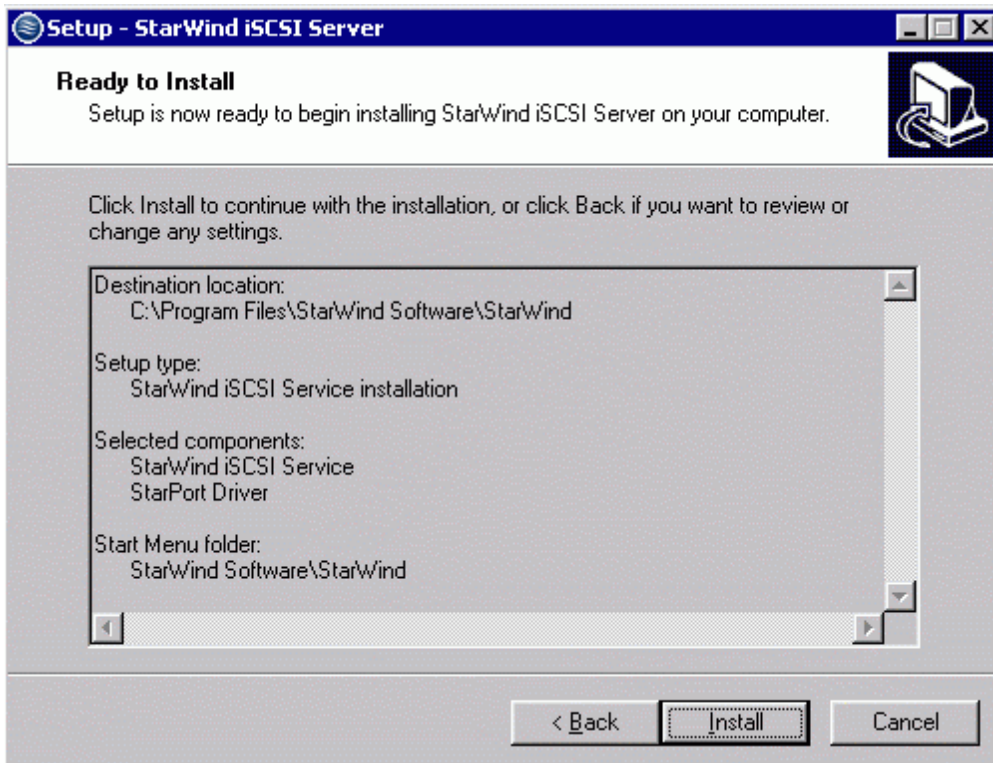 Setup - StarWind iSCSI Server
Ready to Install
Setup is now ready to begin installing StarWind iSCSI Server on your computer.
Click Install to continue with the installation, or click Back if you want to review or
change any settings.
Destination location:
C:\Program Files\StarWind Software\StarWind
Setup type:
StarWind iSCSI Service installation
Selected components:
StarWind iSCSI Service
StarPort Driver
Start Menu folder:
StarWind Software\StarWind
< Back Install Cancel